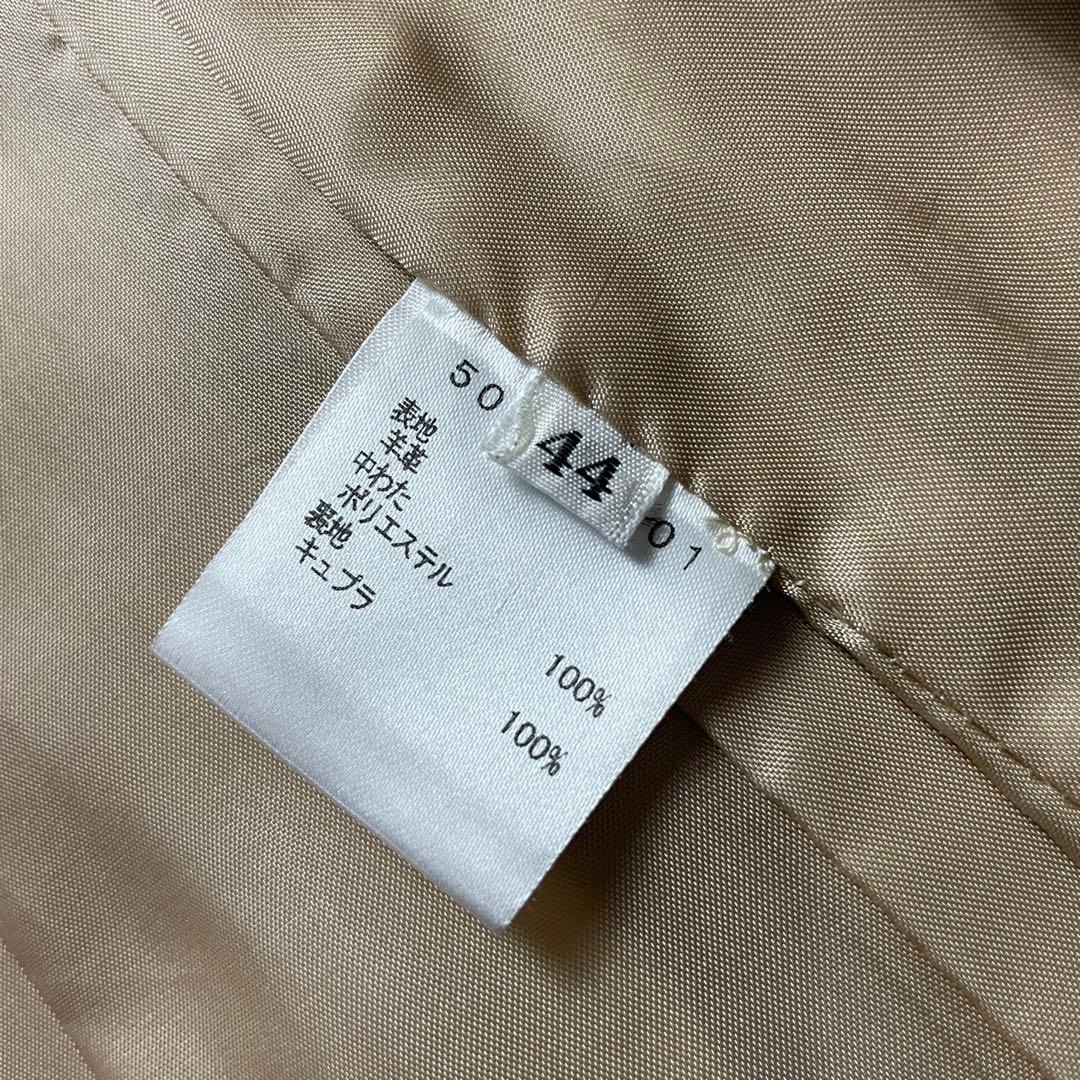 50
44
01
表地
羊革
中わた
ポリエステル 100%
裏地
キュプラ 100%